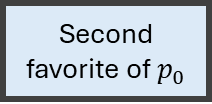 Second
favorite of p₀